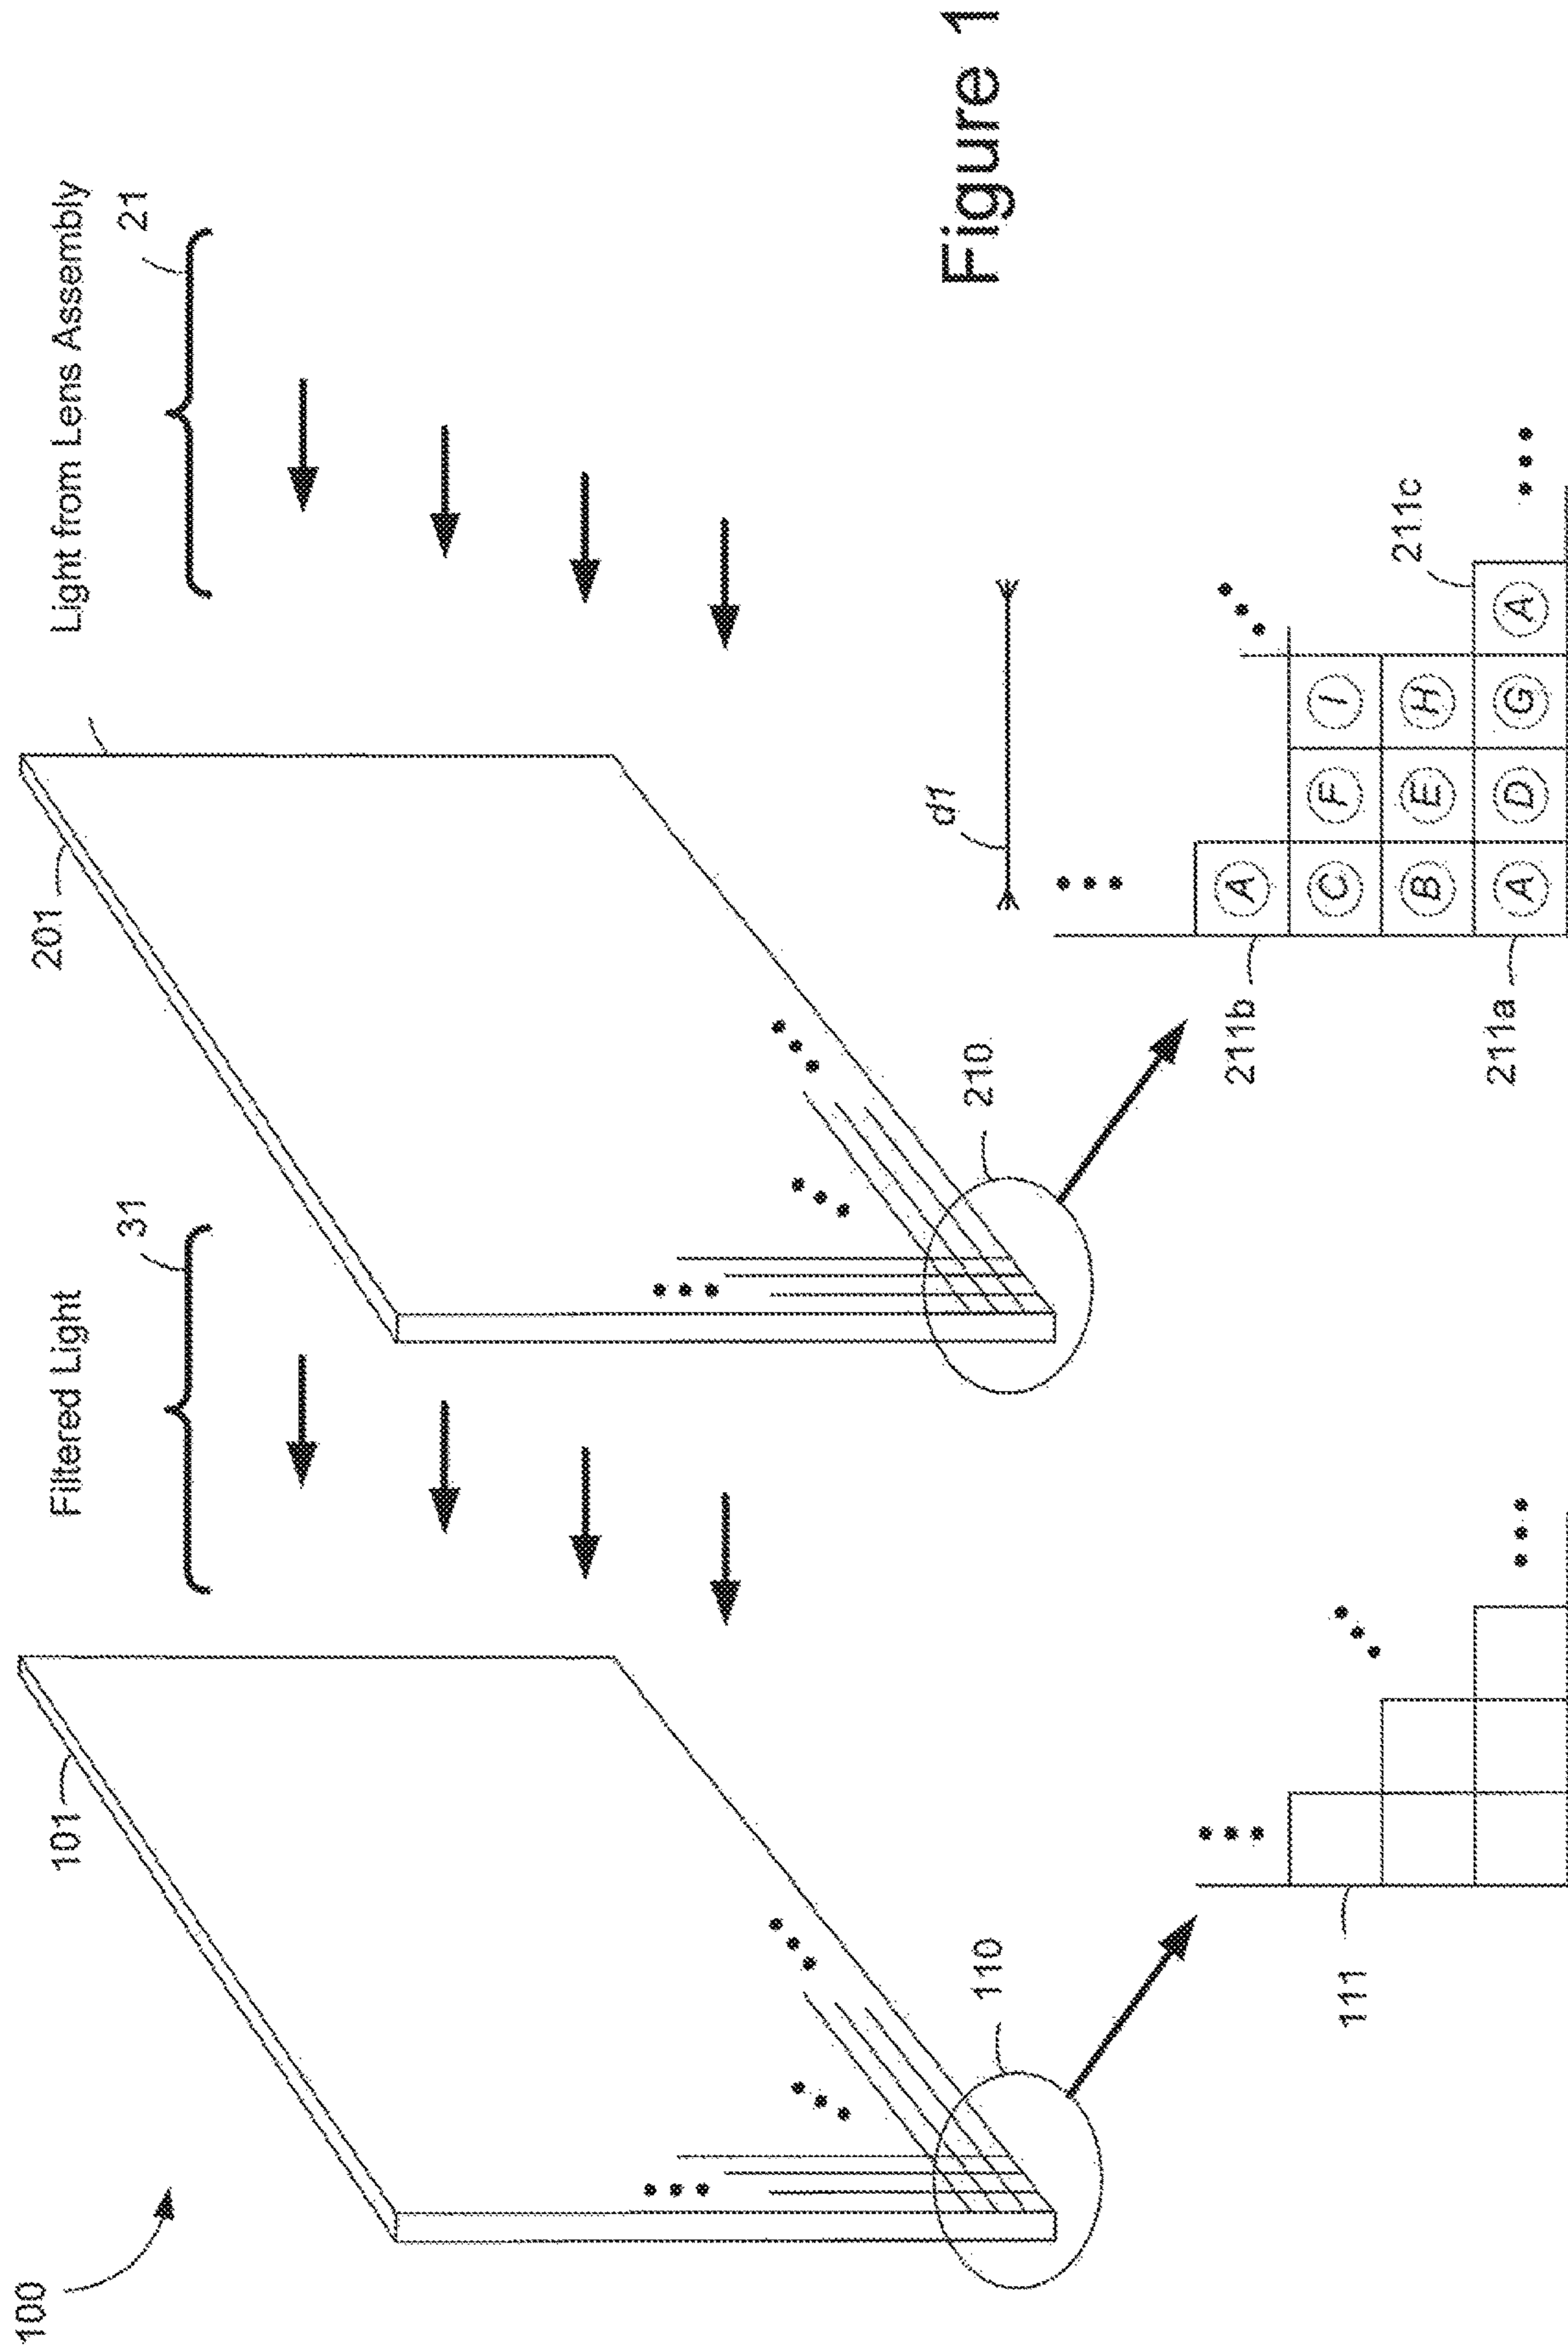 100
101
Filtered Light
31
201
Light from Lens Assembly
21
110
111
210
d1
211b
A
C F I
B E H
211a
A D G A
211c
Figure 1